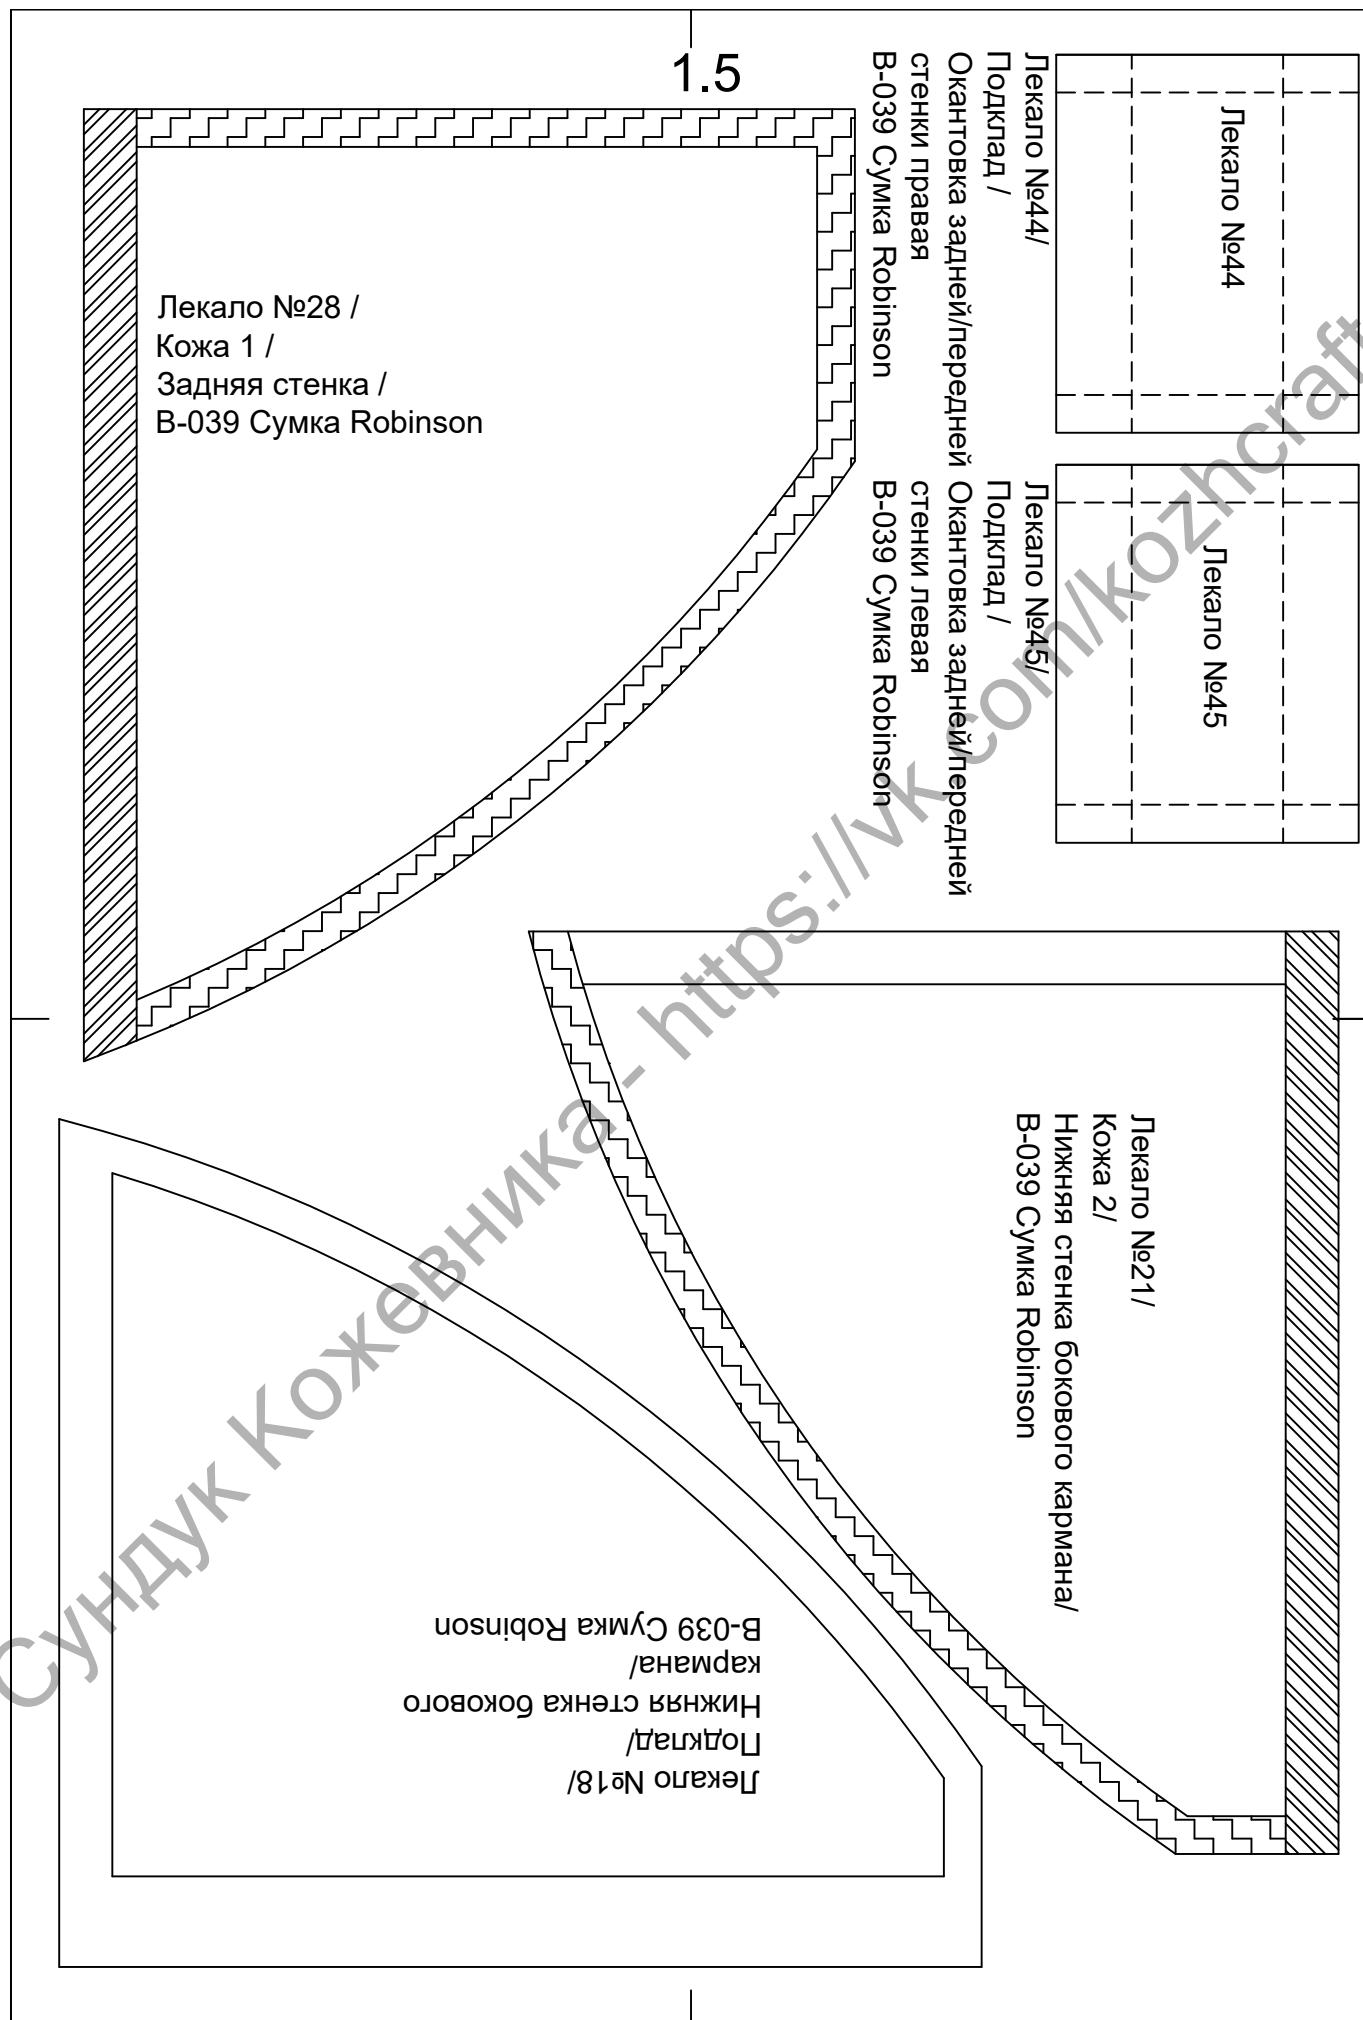 1.5
Лекало №28 /
Кожа 1 /
Задняя стенка /
В-039 Сумка Robinson
Лекало №44/
Подклад /
Окантовка задней/передней
стенки правая
В-039 Сумка Robinson
Лекало №44
Лекало №45/
Подклад /
Окантовка задней/передней
стенки левая
В-039 Сумка Robinson
Лекало №45
Лекало №21/
Кожа 2/
Нижняя стенка бокового кармана/
В-039 Сумка Robinson
Лекало №18/
Подклад/
Нижняя стенка бокового
кармана/
В-039 Сумка Robinson
Сундук Кожевника - https://vk.com/kozhcraft